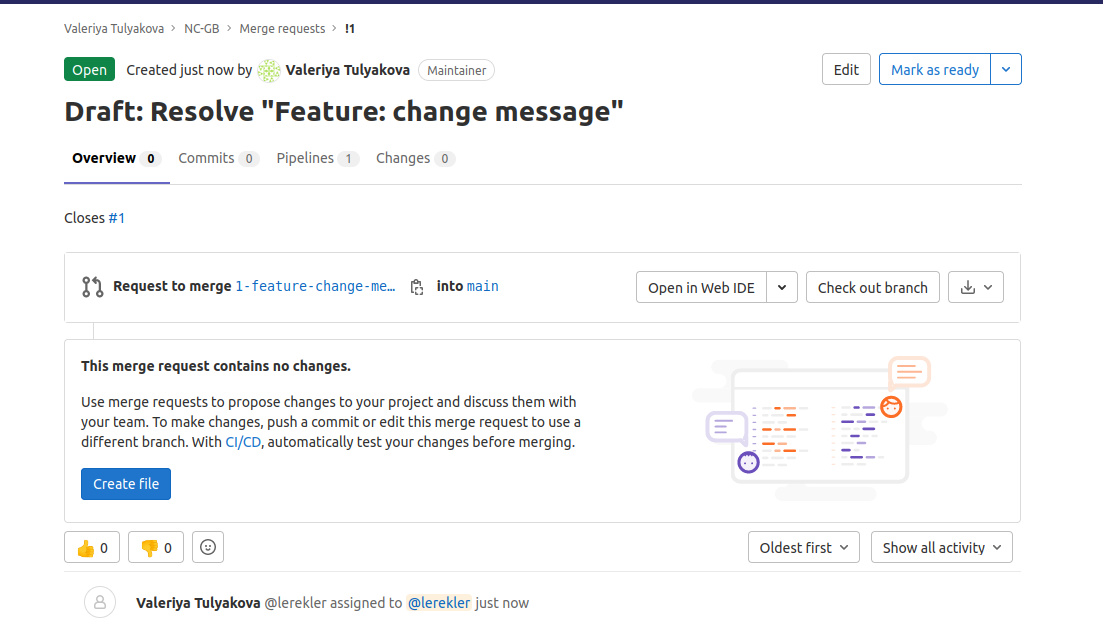 Valeriya Tulyakova › NC-GB › Merge requests › !1
Open Created just now by Valeriya Tulyakova Maintainer Edit Mark as ready
Draft: Resolve "Feature: change message"
Overview 0 Commits 0 Pipelines 1 Changes 0
Closes #1
Request to merge 1-feature-change-me… into main Open in Web IDE Check out branch
This merge request contains no changes.
Use merge requests to propose changes to your project and discuss them with
your team. To make changes, push a commit or edit this merge request to use a
different branch. With CI/CD, automatically test your changes before merging.
Create file
👍 0 👎 0 Oldest first Show all activity
Valeriya Tulyakova @lerekler assigned to @lerekler just now